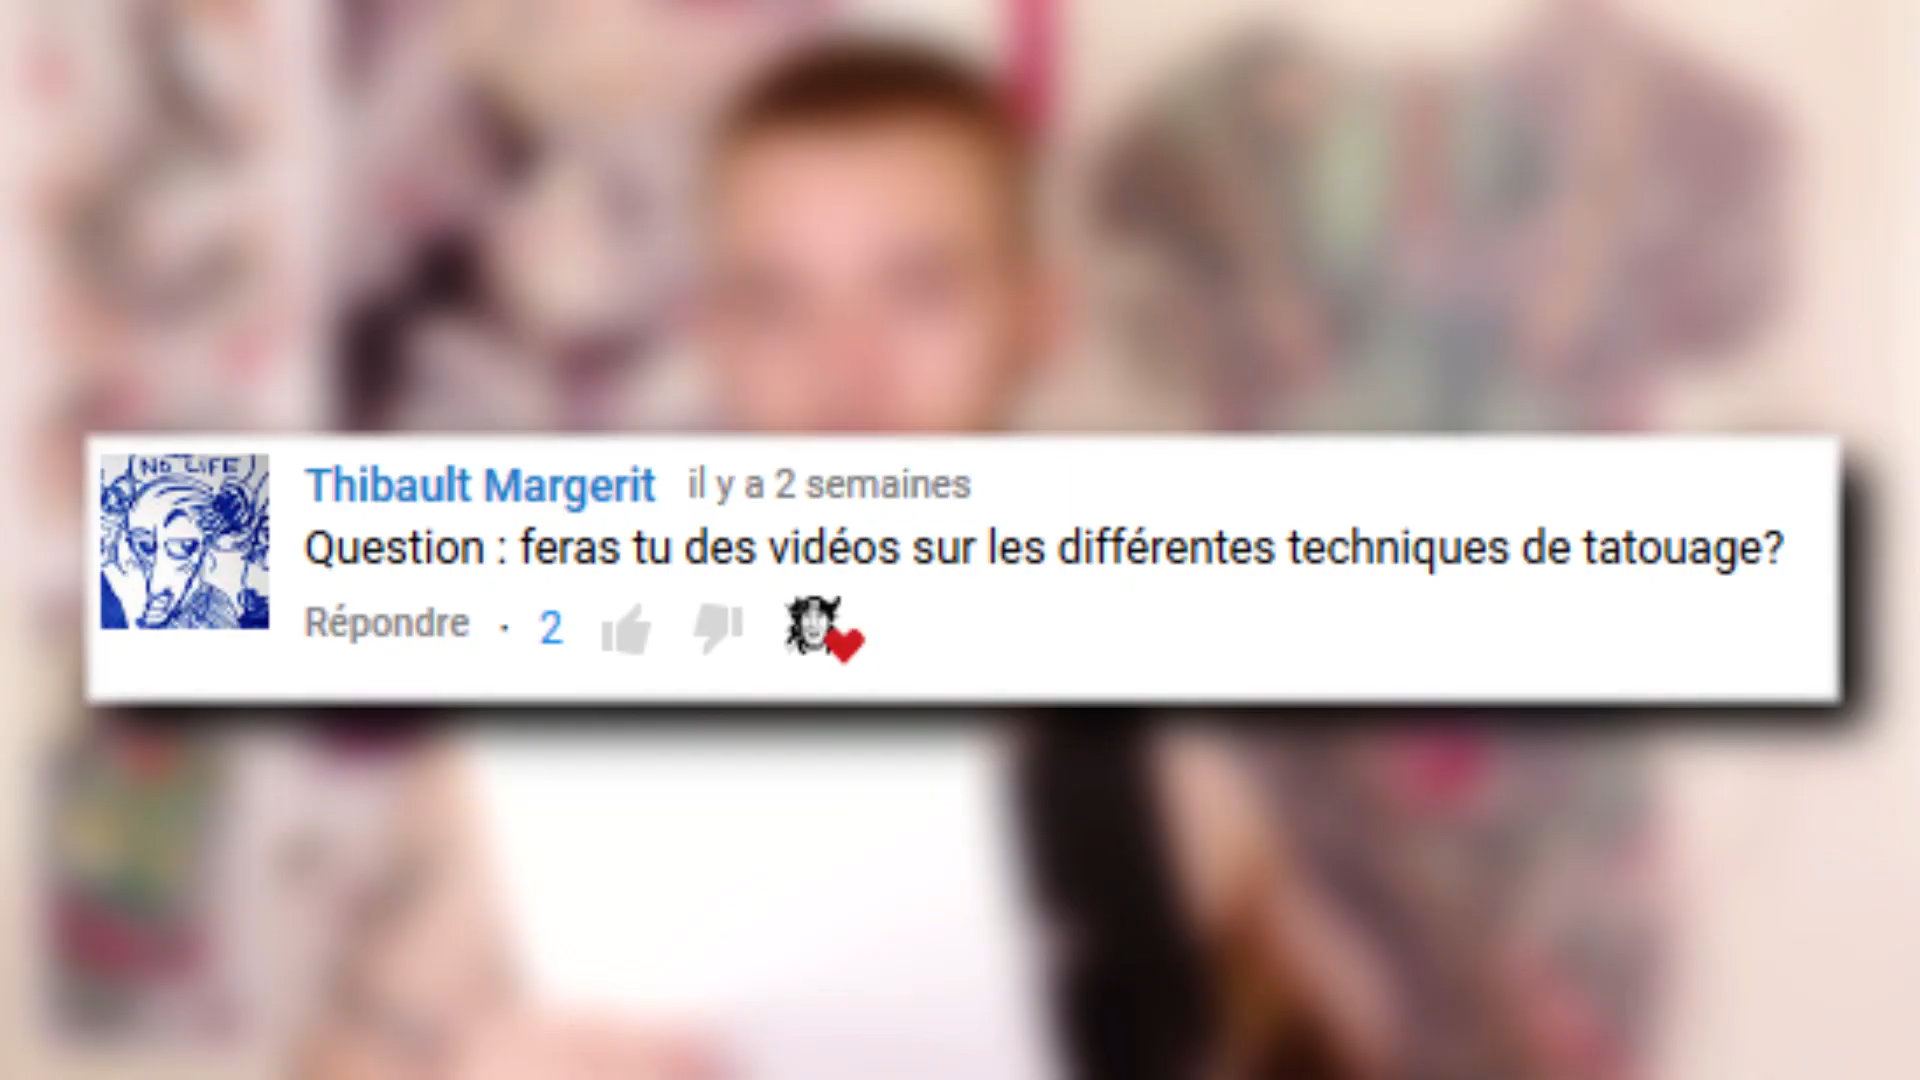 NO LIFE
Thibault Margerit il y a 2 semaines
Question : feras tu des vidéos sur les différentes techniques de tatouage?
Répondre · 2